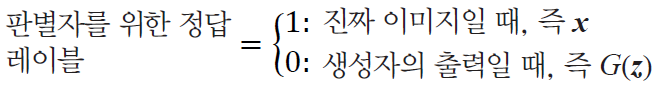 판별자를 위한 정답
레이블
=
1: 진짜 이미지일 때, 즉 x
0: 생성자의 출력일 때, 즉 G(z)